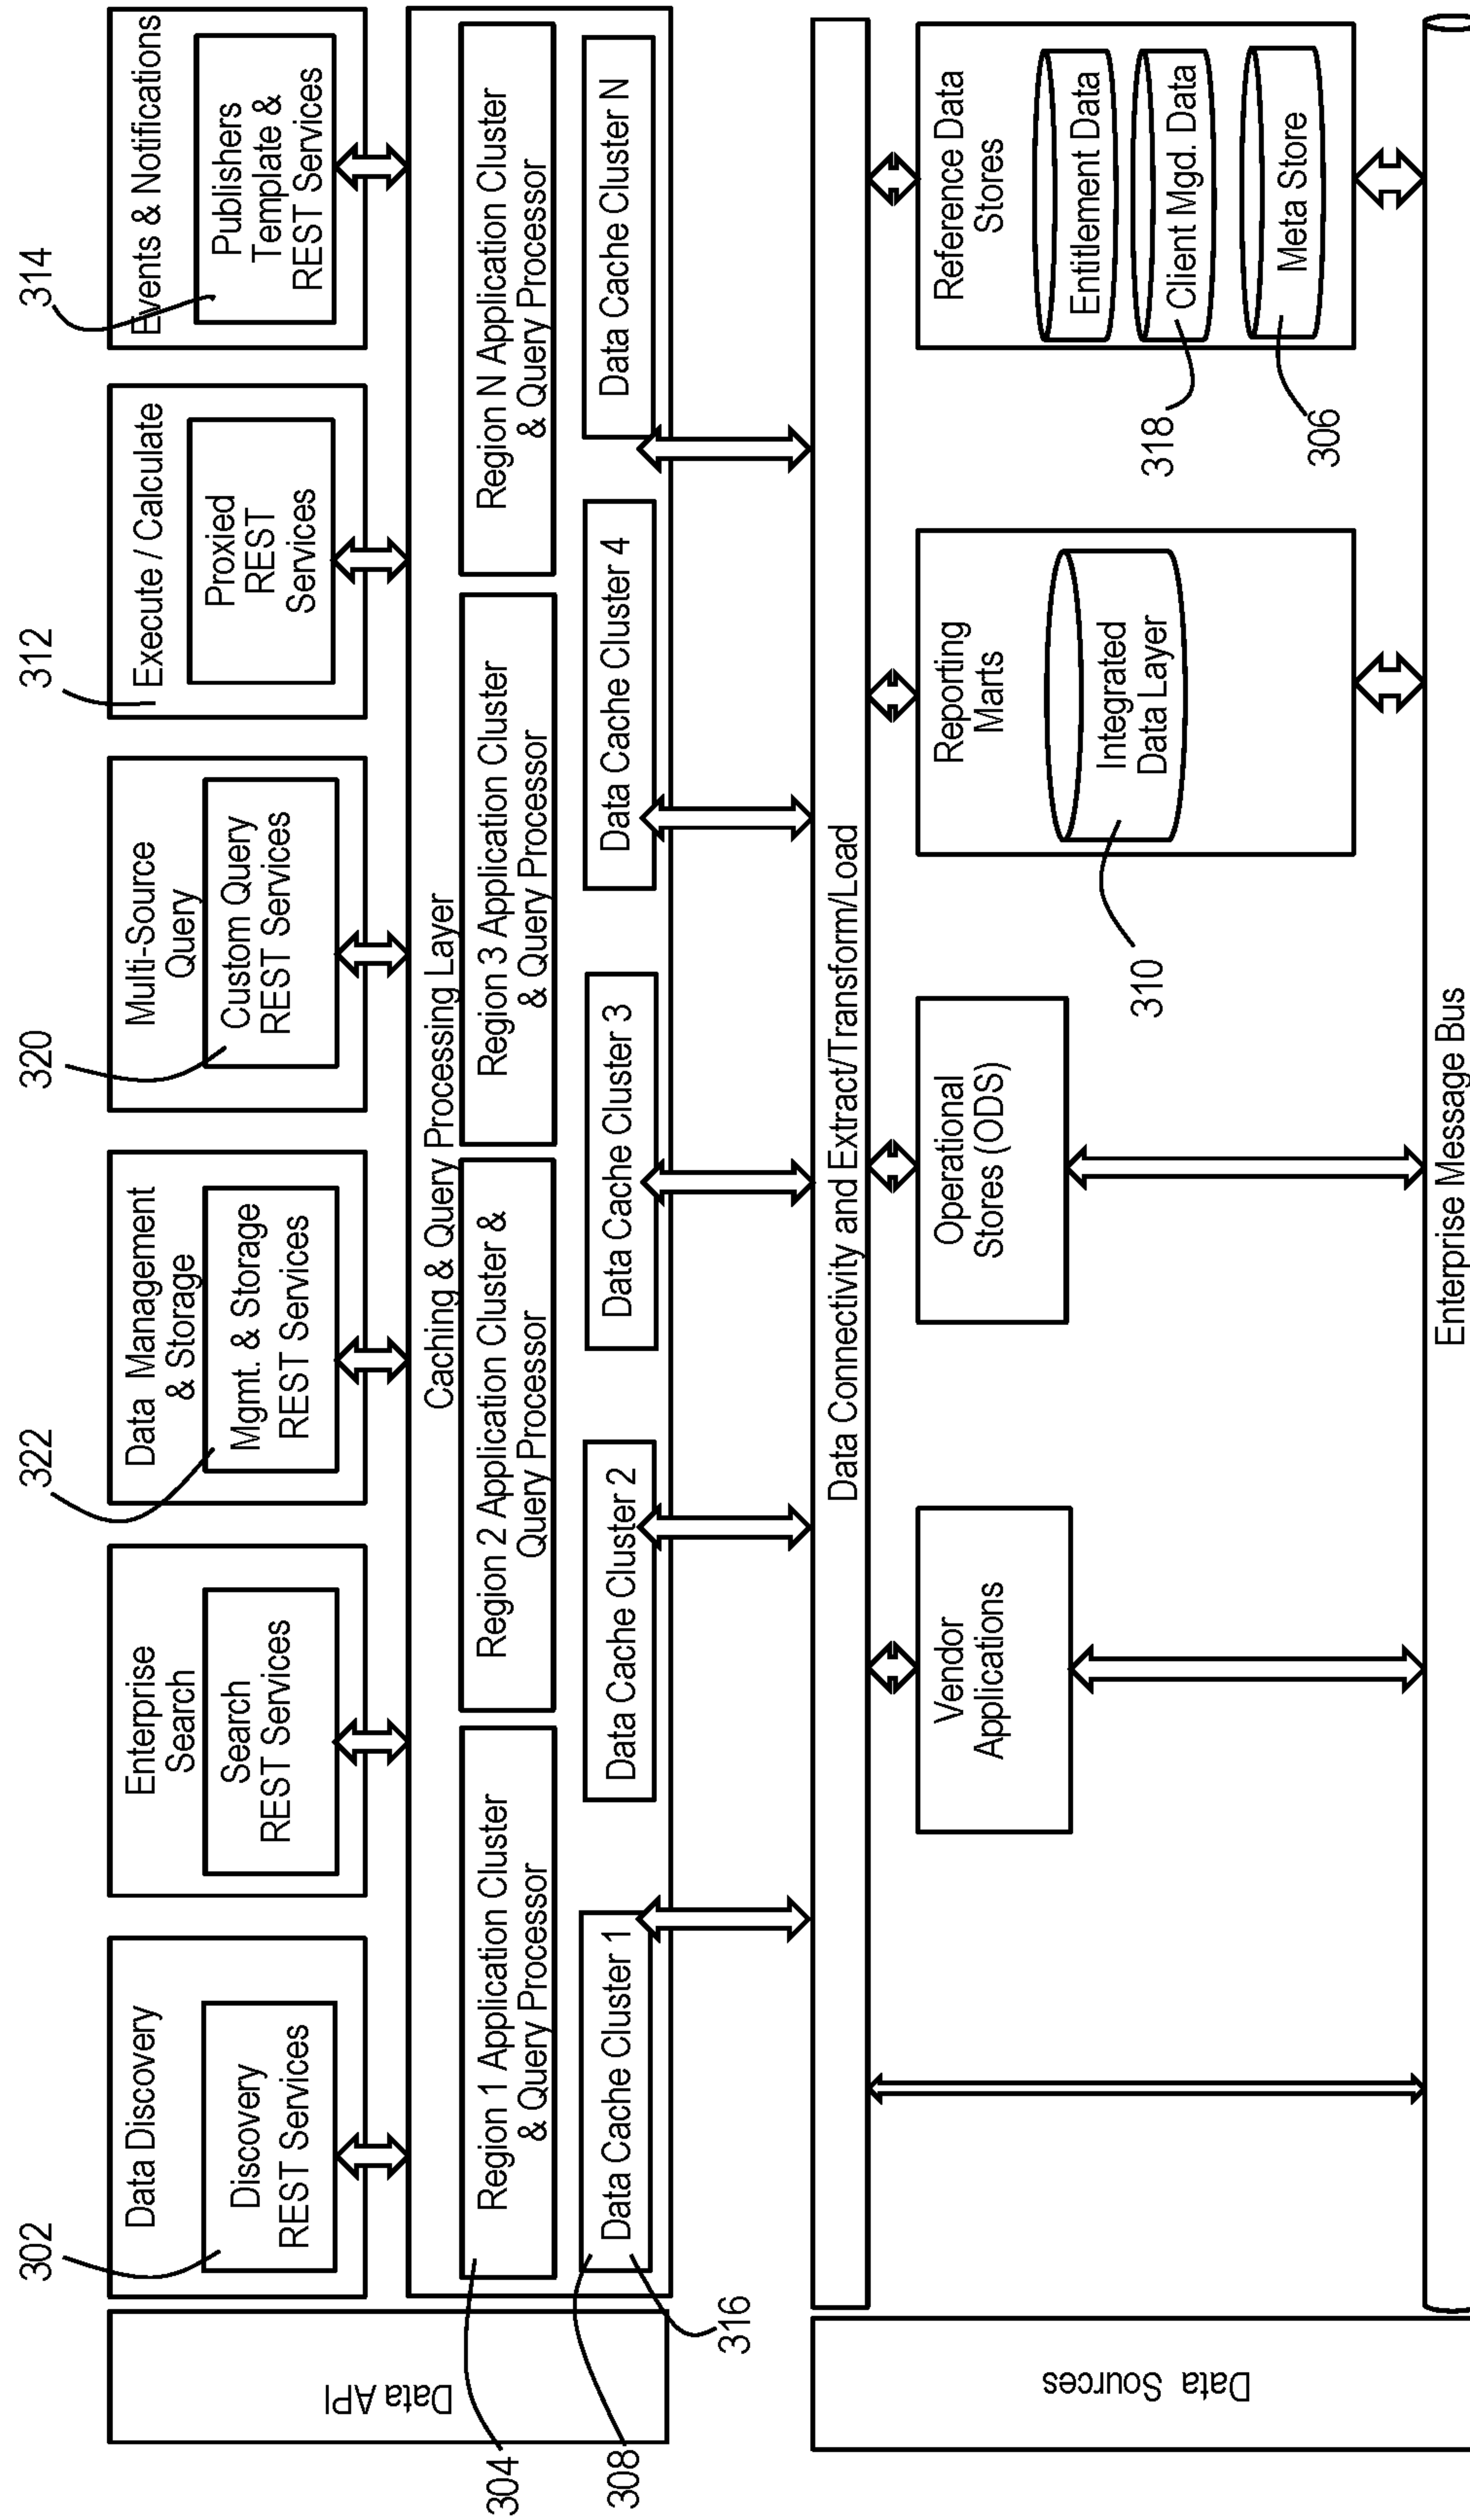 302
322
320
312
314
Data API
Data Discovery
Discovery
REST Services
Enterprise
Search
Search
REST Services
Data Management
& Storage
Mgmt. & Storage
REST Services
Multi-Source
Query
Custom Query
REST Services
Execute / Calculate
Proxied
REST
Services
Events & Notifications
Publishers
Template &
REST Services
Caching & Query Processing Layer
304
Region 1 Application Cluster
& Query Processor
Region 2 Application Cluster &
Query Processor
Region 3 Application Cluster
& Query Processor
Region N Application Cluster
& Query Processor
308
Data Cache Cluster 1
Data Cache Cluster 2
Data Cache Cluster 3
Data Cache Cluster 4
Data Cache Cluster N
316
Data Sources
Data Connectivity and Extract/Transform/Load
Vendor
Applications
Operational
Stores (ODS)
Reporting
Marts
Integrated
Data Layer
310
Reference Data
Stores
Entitlement Data
Client Mgd. Data
Meta Store
318
306
Enterprise Message Bus